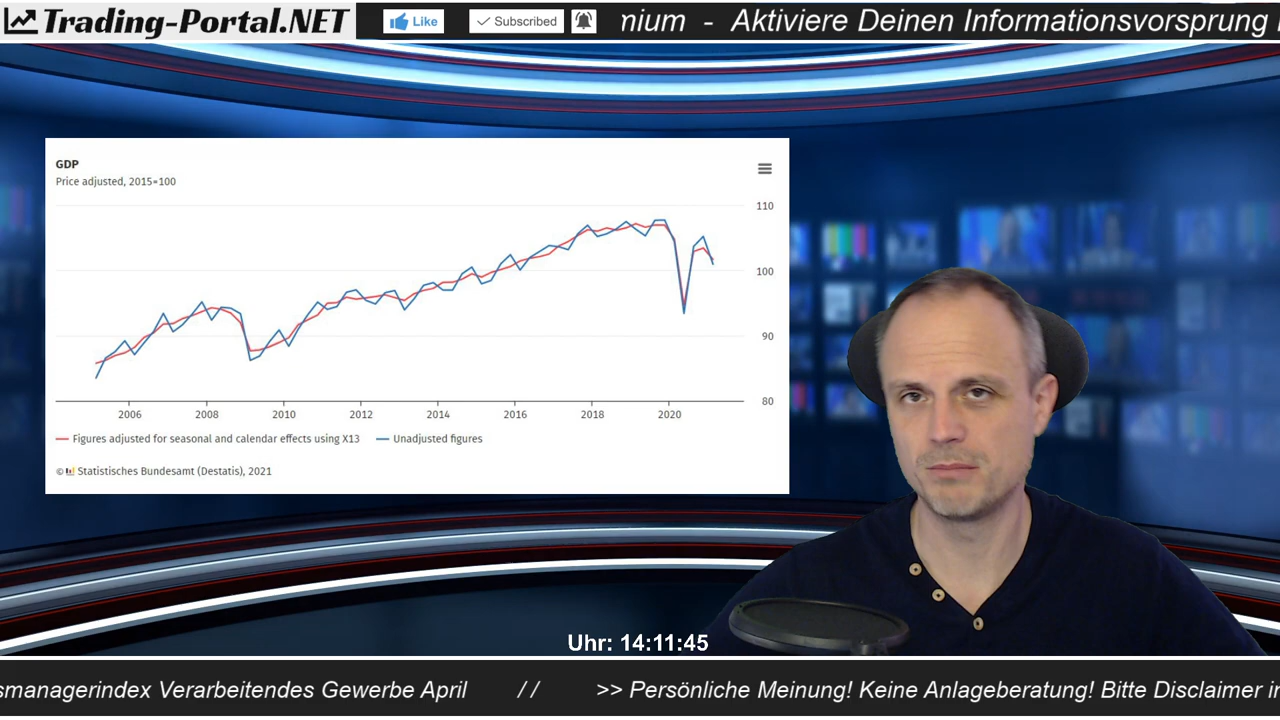 Trading-Portal.NET
Like
Subscribed
nium - Aktiviere Deinen Informationsvorsprung
GDP
Price adjusted, 2015=100
110
100
90
80
2006 2008 2010 2012 2014 2016 2018 2020
Figures adjusted for seasonal and calendar effects using X13 Unadjusted figures
© Statistisches Bundesamt (Destatis), 2021
Uhr: 14:11:45
smanagerindex Verarbeitendes Gewerbe April // >> Persönliche Meinung! Keine Anlageberatung! Bitte Disclaimer in